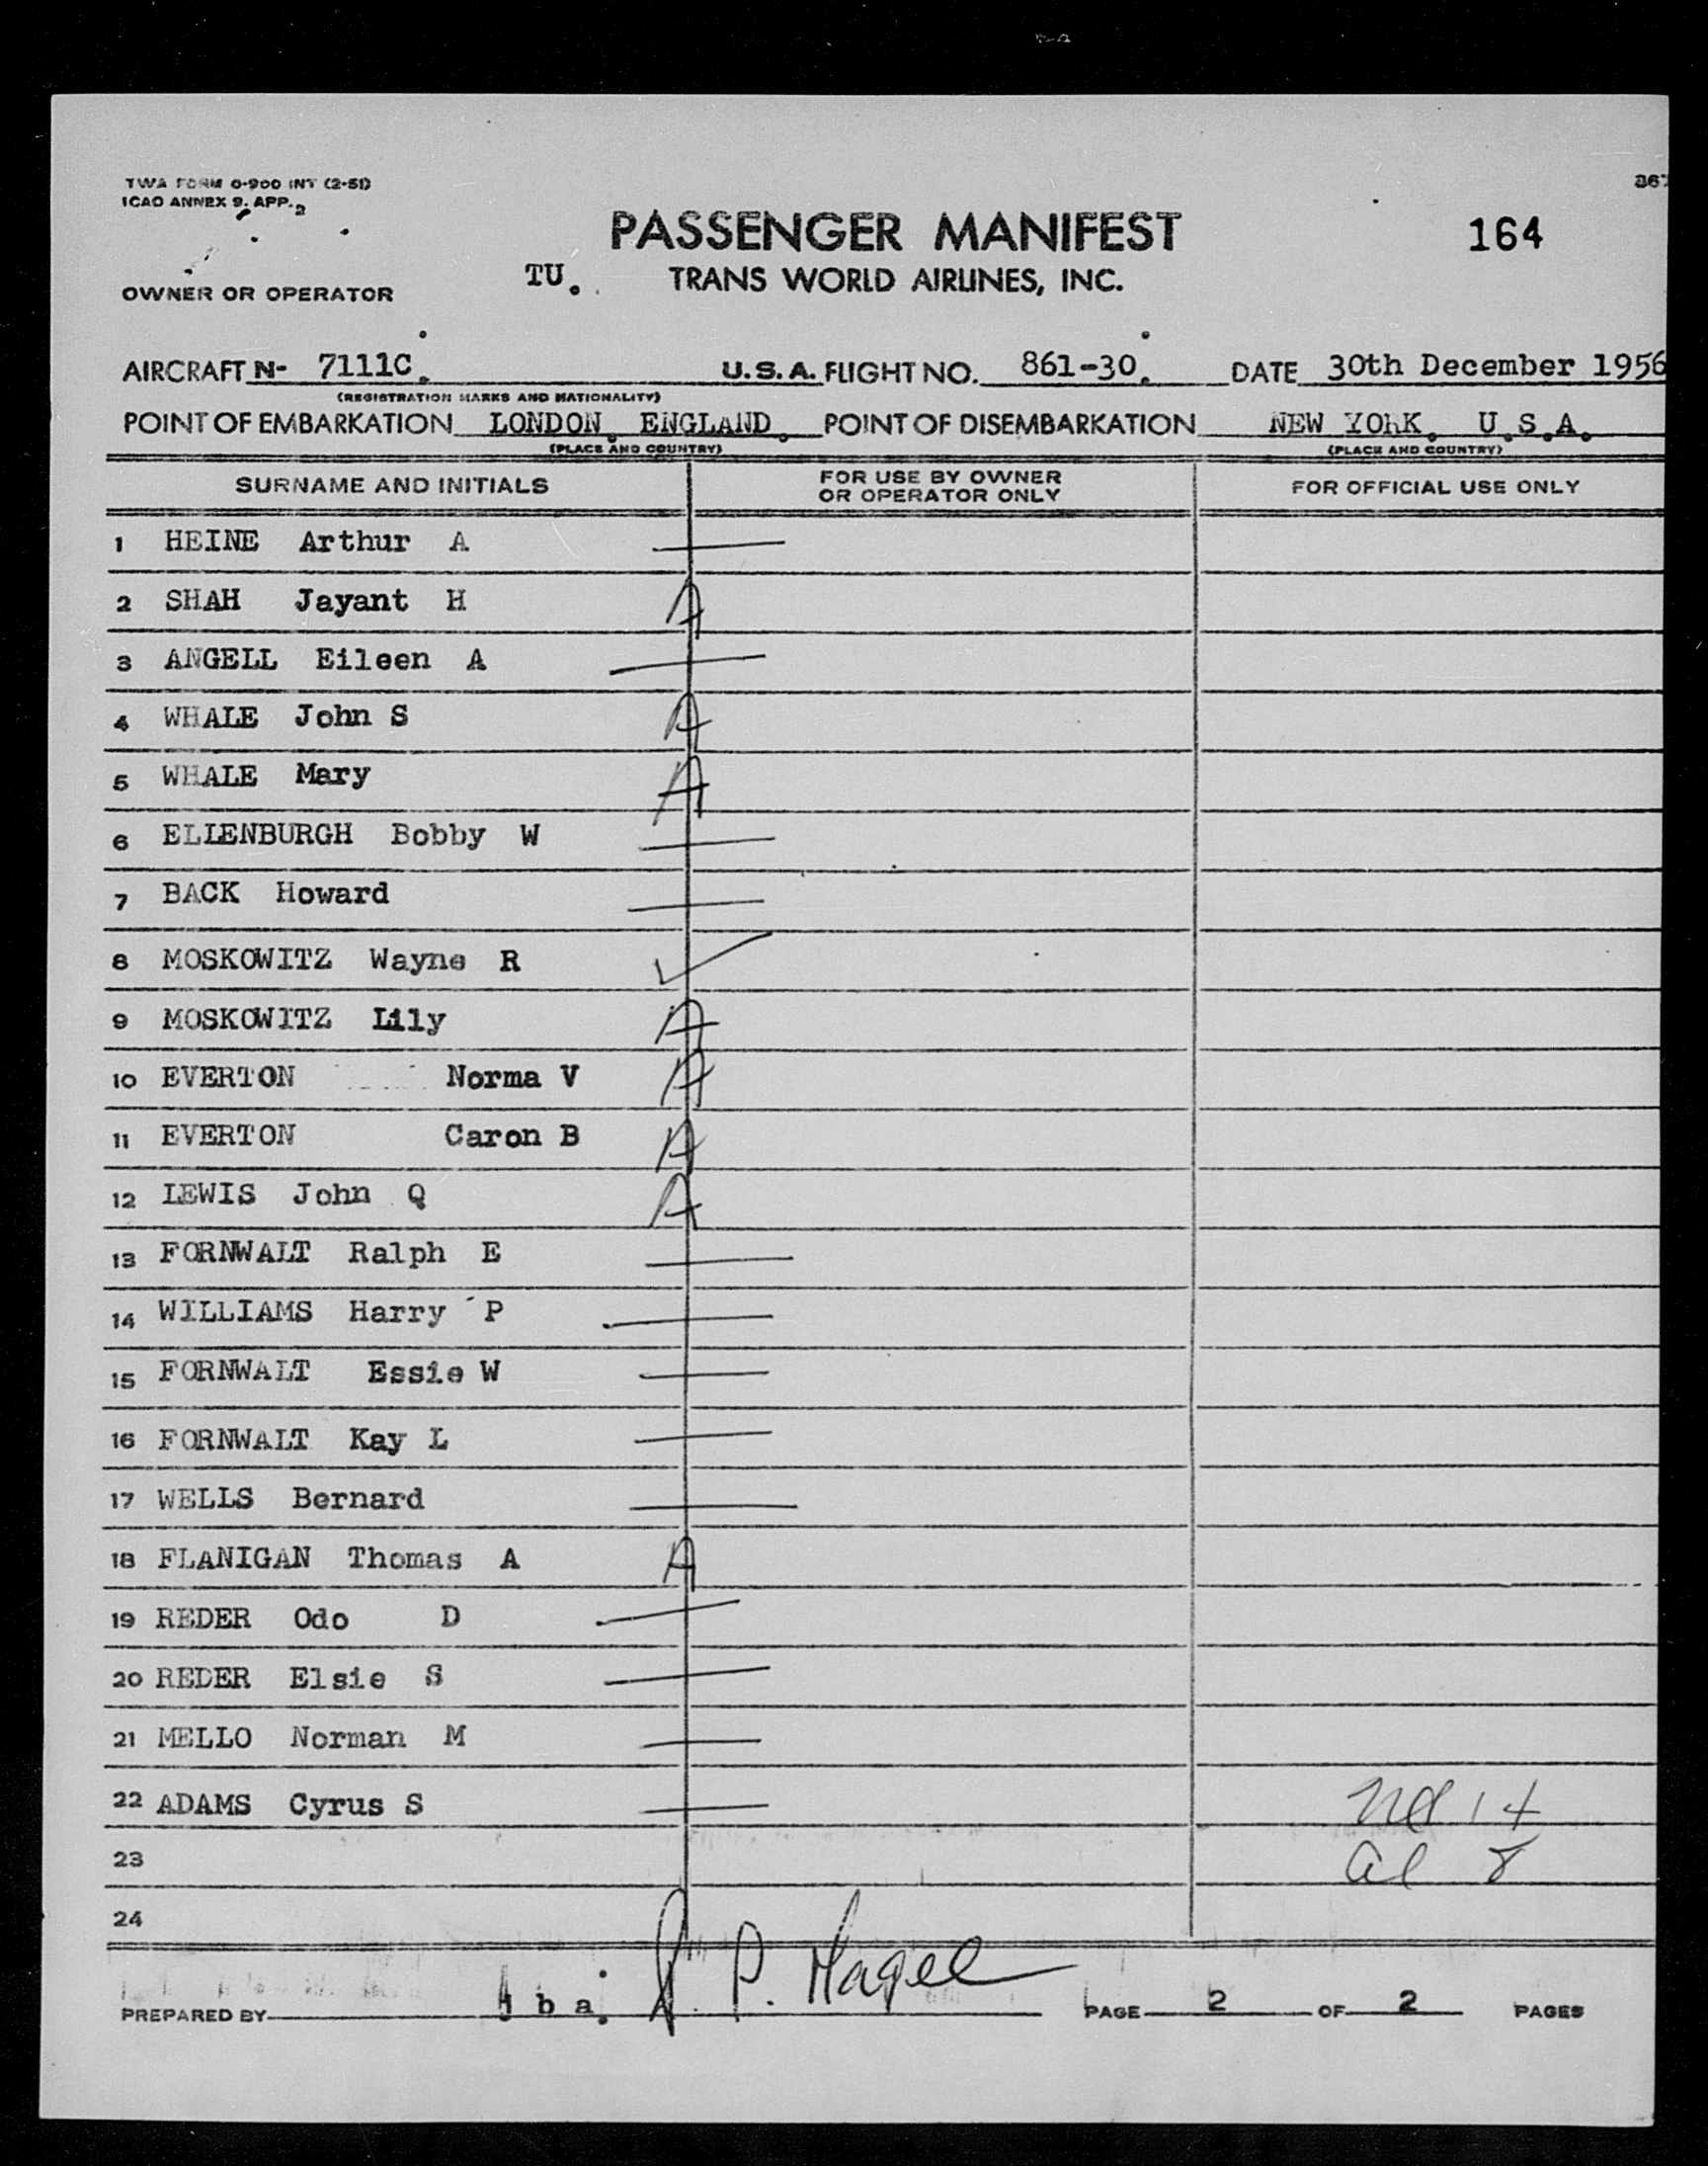 TWA FORM 0-900 INT (2-51)
ICAO ANNEX 9. APP. 2
PASSENGER MANIFEST
164
TU. TRANS WORLD AIRLINES, INC.
OWNER OR OPERATOR
AIRCRAFT N- 7111C. U.S.A. FLIGHT NO. 861-30. DATE 30th December 1956
(REGISTRATION MARKS AND NATIONALITY)
POINT OF EMBARKATION LONDON. ENGLAND. POINT OF DISEMBARKATION NEW YORK. U.S.A.
(PLACE AND COUNTRY) (PLACE AND COUNTRY)
SURNAME AND INITIALS FOR USE BY OWNER OR OPERATOR ONLY FOR OFFICIAL USE ONLY
1 HEINE Arthur A —
2 SHAH Jayant H A
3 ANGELL Eileen A —
4 WHALE John S A
5 WHALE Mary A
6 ELLENBURGH Bobby W —
7 BACK Howard —
8 MOSKOWITZ Wayne R ✓
9 MOSKOWITZ Lily A
10 EVERTON Norma V A
11 EVERTON Caron B A
12 LEWIS John Q A
13 FORNWALT Ralph E —
14 WILLIAMS Harry P —
15 FORNWALT Essie W —
16 FORNWALT Kay L —
17 WELLS Bernard —
18 FLANIGAN Thomas A A
19 REDER Odo D —
20 REDER Elsie S —
21 MELLO Norman M —
22 ADAMS Cyrus S — 14
23 al 8
24
PREPARED BY b a. P. Hagel PAGE 2 OF 2 PAGES